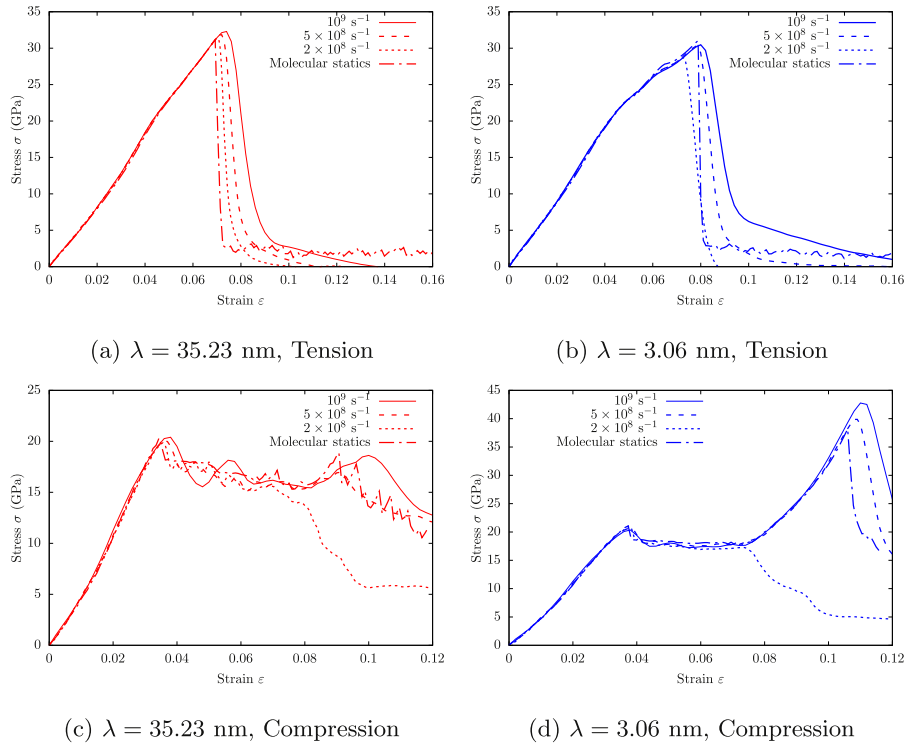 35
30
25
20
15
10
5
0
0 0.02 0.04 0.06 0.08 0.1 0.12 0.14 0.16
Stress σ (GPa)
Strain ε
10⁹ s⁻¹
5 × 10⁸ s⁻¹
2 × 10⁸ s⁻¹
Molecular statics
(a) λ = 35.23 nm, Tension
35
30
25
20
15
10
5
0
0 0.02 0.04 0.06 0.08 0.1 0.12 0.14 0.16
Stress σ (GPa)
Strain ε
10⁹ s⁻¹
5 × 10⁸ s⁻¹
2 × 10⁸ s⁻¹
Molecular statics
(b) λ = 3.06 nm, Tension
25
20
15
10
5
0
0 0.02 0.04 0.06 0.08 0.1 0.12
Stress σ (GPa)
Strain ε
10⁹ s⁻¹
5 × 10⁸ s⁻¹
2 × 10⁸ s⁻¹
Molecular statics
(c) λ = 35.23 nm, Compression
45
40
35
30
25
20
15
10
5
0
0 0.02 0.04 0.06 0.08 0.1 0.12
Stress σ (GPa)
Strain ε
10⁹ s⁻¹
5 × 10⁸ s⁻¹
2 × 10⁸ s⁻¹
Molecular statics
(d) λ = 3.06 nm, Compression